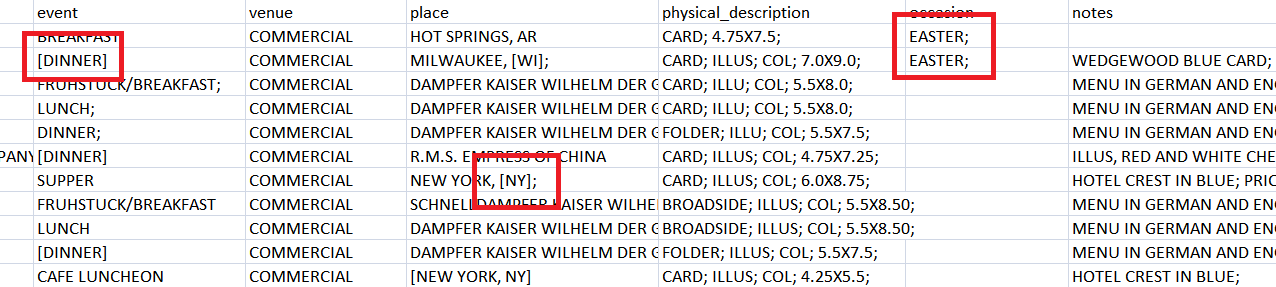 event venue place physical_description occasion notes
BREAKFAST COMMERCIAL HOT SPRINGS, AR CARD; 4.75X7.5; EASTER;
[DINNER] COMMERCIAL MILWAUKEE, [WI]; CARD; ILLUS; COL; 7.0X9.0; EASTER; WEDGEWOOD BLUE CARD;
FRUHSTUCK/BREAKFAST; COMMERCIAL DAMPFER KAISER WILHELM DER G CARD; ILLU; COL; 5.5X8.0; MENU IN GERMAN AND ENG
LUNCH; COMMERCIAL DAMPFER KAISER WILHELM DER G CARD; ILLU; COL; 5.5X8.0; MENU IN GERMAN AND ENG
DINNER; COMMERCIAL DAMPFER KAISER WILHELM DER G FOLDER; ILLU; COL; 5.5X7.5; MENU IN GERMAN AND ENG
PANY [DINNER] COMMERCIAL R.M.S. EMPRESS OF CHINA CARD; ILLUS; COL; 4.75X7.25; ILLUS, RED AND WHITE CHE
SUPPER COMMERCIAL NEW YORK, [NY]; CARD; ILLUS; COL; 6.0X8.75; HOTEL CREST IN BLUE; PRIC
FRUHSTUCK/BREAKFAST COMMERCIAL SCHNELLDAMPFER KAISER WILHE BROADSIDE; ILLUS; COL; 5.5X8.50; MENU IN GERMAN AND ENG
LUNCH COMMERCIAL DAMPFER KAISER WILHELM DER G BROADSIDE; ILLUS; COL; 5.5X8.50; MENU IN GERMAN AND ENG
[DINNER] COMMERCIAL DAMPFER KAISER WILHELM DER G FOLDER; ILLUS; COL; 5.5X7.5; MENU IN GERMAN AND ENG
CAFE LUNCHEON COMMERCIAL [NEW YORK, NY] CARD; ILLUS; COL; 4.25X5.5; HOTEL CREST IN BLUE;